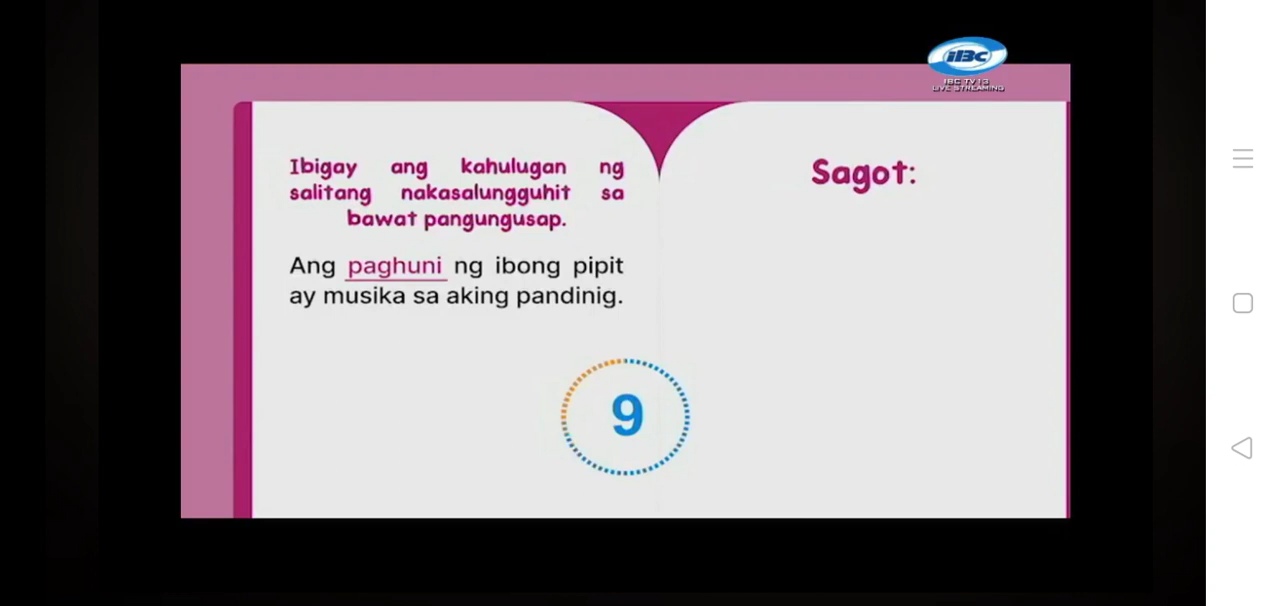 iBC
IBC TV13
LIVE STREAMING
Ibigay ang kahulugan ng
salitang nakasalungguhit sa
bawat pangungusap.
Ang paghuni ng ibong pipit
ay musika sa aking pandinig.
Sagot:
9